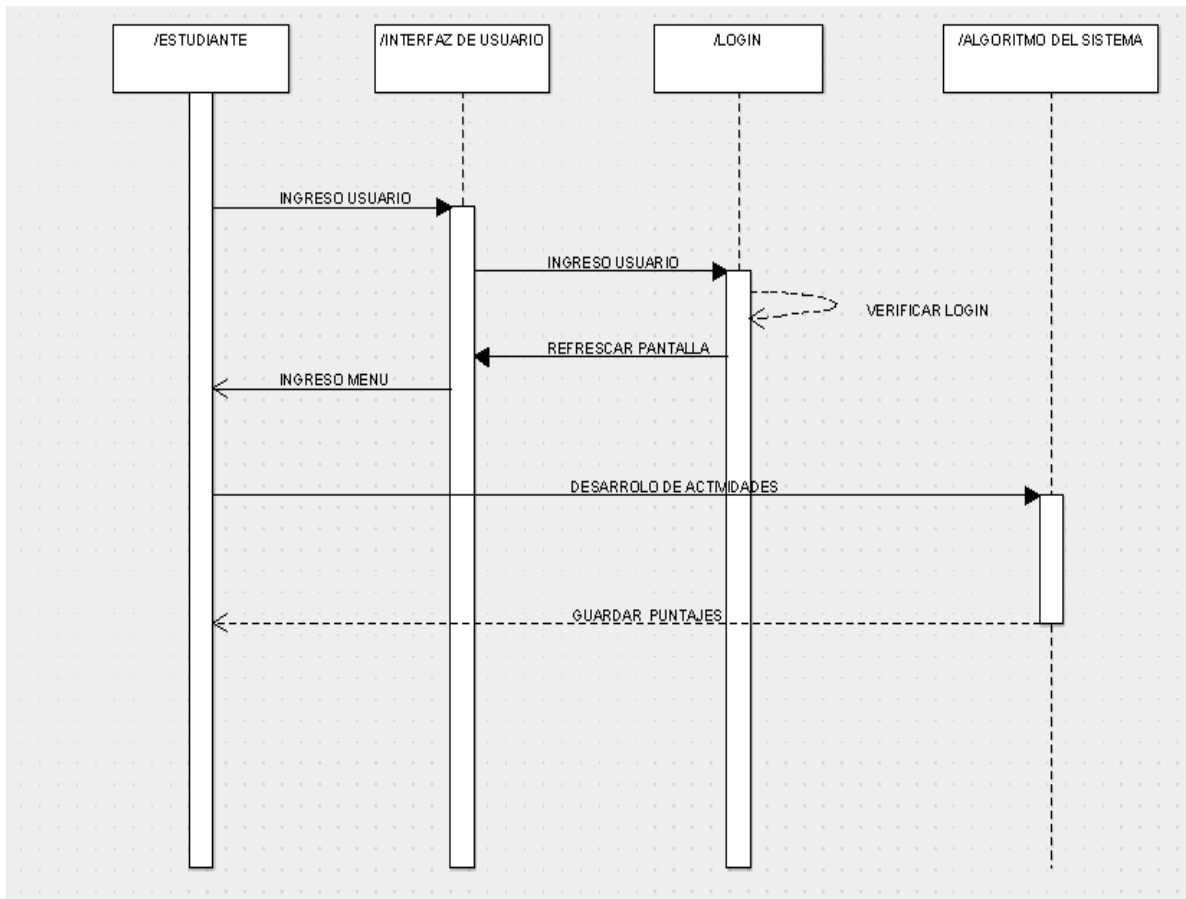 /ESTUDIANTE
/INTERFAZ DE USUARIO
/LOGIN
/ALGORITMO DEL SISTEMA
INGRESO USUARIO
INGRESO USUARIO
VERIFICAR LOGIN
REFRESCAR PANTALLA
INGRESO MENU
DESARROLO DE ACTIVIDADES
GUARDAR PUNTAJES